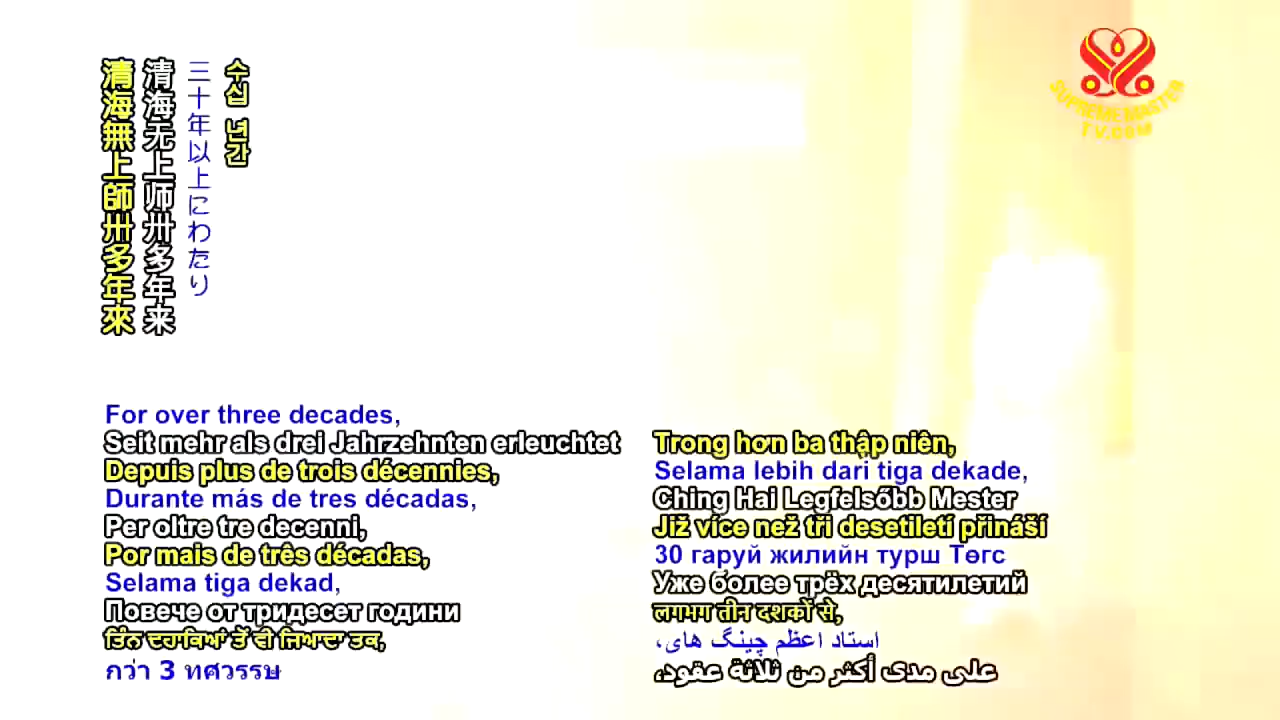 清海無上師卅多年來
清海无上师卅多年来
三十年以上にわたり
수십 년간
SUPREME MASTER
TV.COM
For over three decades,
Seit mehr als drei Jahrzehnten erleuchtet
Depuis plus de trois décennies,
Durante más de tres décadas,
Per oltre tre decenni,
Por mais de três décadas,
Selama tiga dekad,
Повече от тридесет години
ਤਿੰਨ ਦਹਾਕਿਆਂ ਤੋਂ ਵੀ ਜਿਆਦਾ ਤਕ,
กว่า 3 ทศวรรษ
Trong hơn ba thập niên,
Selama lebih dari tiga dekade,
Ching Hai Legfelsőbb Mester
Již více než tři desetiletí přináší
30 гаруй жилийн турш Төгс
Уже более трёх десятилетий
लगभग तीन दशकों से,
استاد اعظم چینگ های،
على مدى أكثر من ثلاثة عقود،